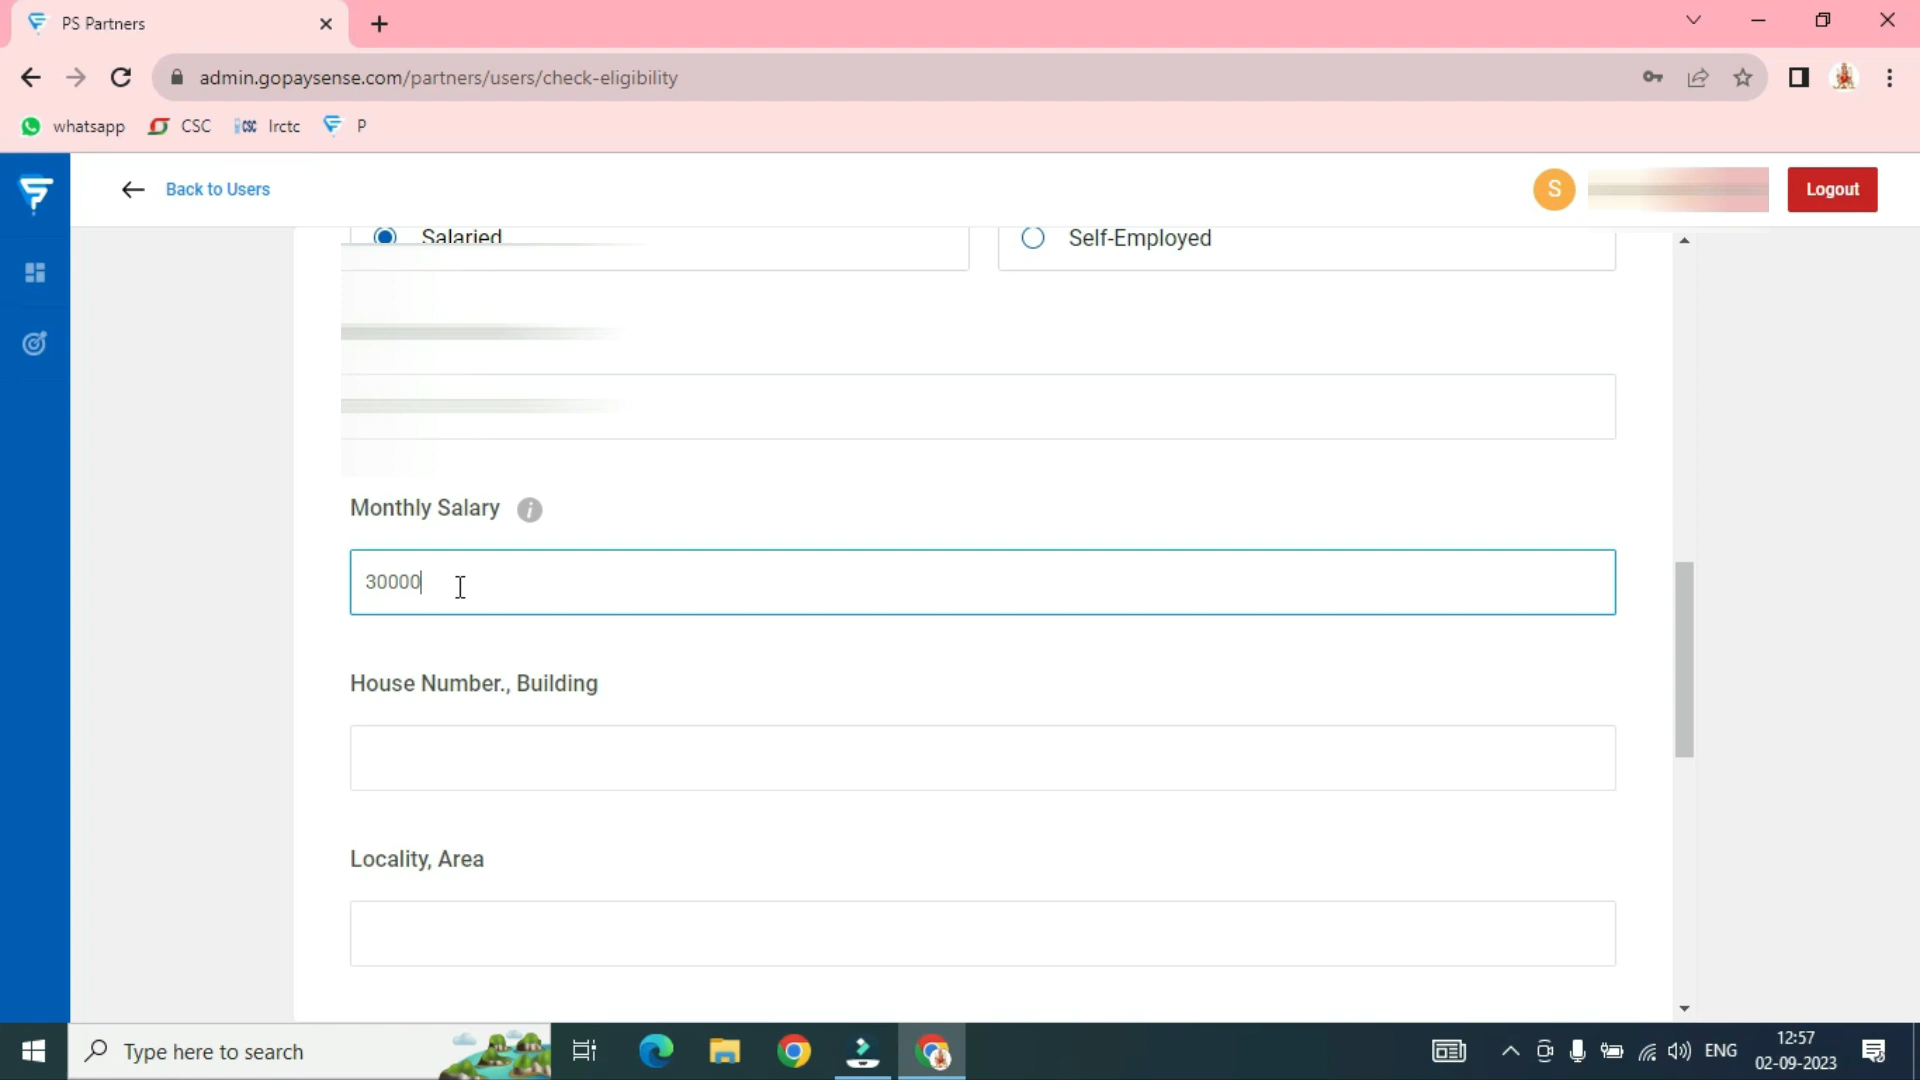 PS Partners
admin.gopaysense.com/partners/users/check-eligibility
whatsapp CSC CSC Irctc P
Back to Users
S
Logout
Salaried
Self-Employed
Monthly Salary i
30000
House Number., Building
Locality, Area
Type here to search
ENG
12:57
02-09-2023